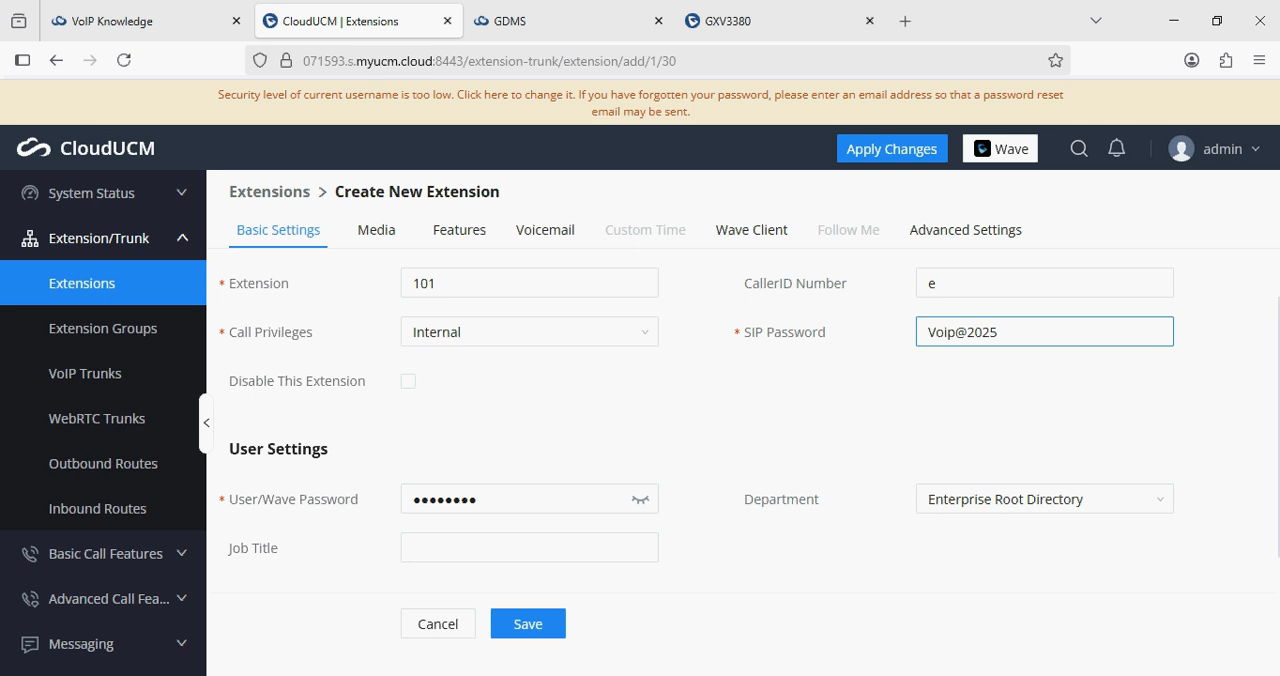 VoIP Knowledge
CloudUCM | Extensions
GDMS
GXV3380
071593.s.myucm.cloud:8443/extension-trunk/extension/add/1/30
Security level of current username is too low. Click here to change it. If you have forgotten your password, please enter an email address so that a password reset
email may be sent.
CloudUCM
Apply Changes
Wave
admin
System Status
Extension/Trunk
Extensions
Extension Groups
VoIP Trunks
WebRTC Trunks
Outbound Routes
Inbound Routes
Basic Call Features
Advanced Call Fea...
Messaging
Extensions > Create New Extension
Basic Settings Media Features Voicemail Custom Time Wave Client Follow Me Advanced Settings
* Extension 101 CallerID Number e
* Call Privileges Internal * SIP Password Voip@2025
Disable This Extension
User Settings
* User/Wave Password •••••••• Department Enterprise Root Directory
Job Title
Cancel Save